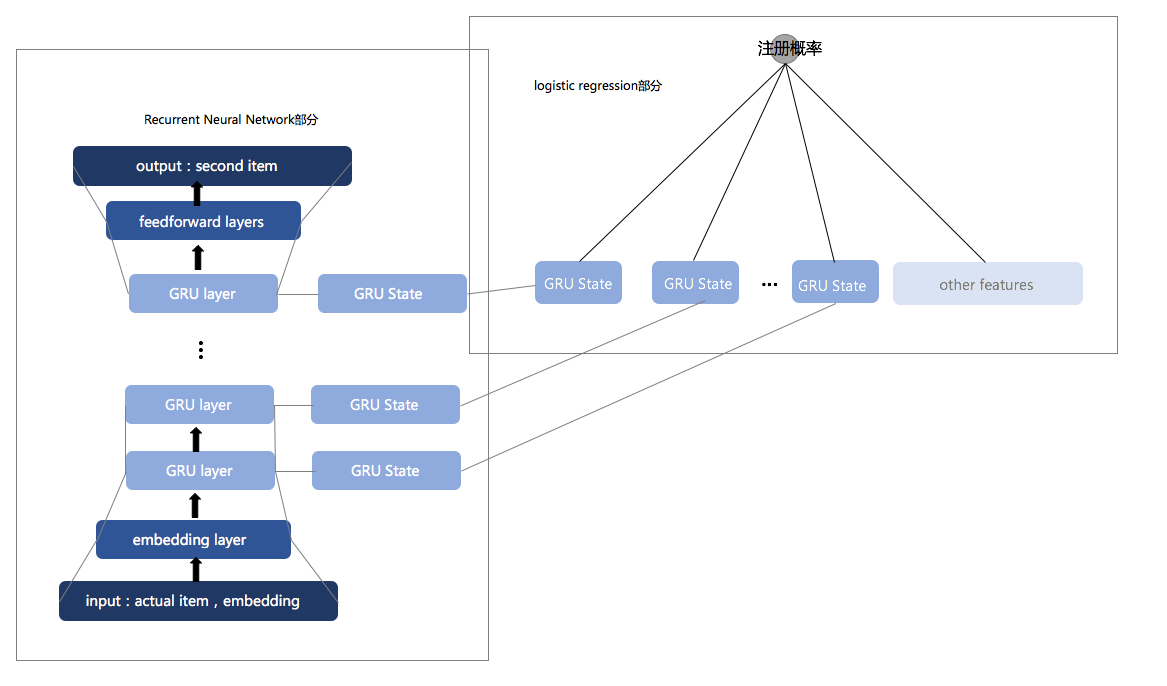 注册概率
logistic regression部分
GRU State
GRU State
...
GRU State
other features
Recurrent Neural Network部分
output：second item
feedforward layers
GRU layer
GRU State
GRU layer
GRU State
GRU layer
GRU State
embedding layer
input：actual item，embedding